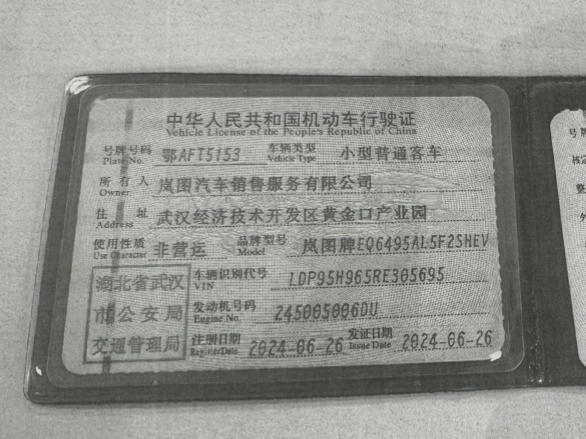 中华人民共和国机动车行驶证
Vehicle License of the People's Republic of China
号牌号码 鄂AFT5153 车辆类型 小型普通客车
Plate No. Vehicle Type
所有人 岚图汽车销售服务有限公司
Owner
住址 武汉经济技术开发区黄金口产业园
Address
使用性质 非营运 品牌型号 岚图牌EQ6495AL5F2SHEV
Use Character Model
湖北省武汉 车辆识别代号 LDP95H965RE305695
VIN
市公安局 发动机号码 245005006DU
Engine No.
交通管理局 注册日期 2024-06-26 发证日期 2024-06-26
Register Date Issue Date
号牌
核定
整
外